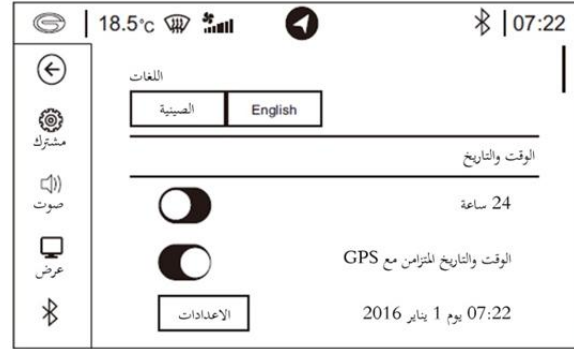 18.5°c
07:22
اللغات
الصينية
English
مشترك
الوقت والتاريخ
صوت
24 ساعة
عرض
الوقت والتاريخ المتزامن مع GPS
07:22 يوم 1 يناير 2016
الاعدادات